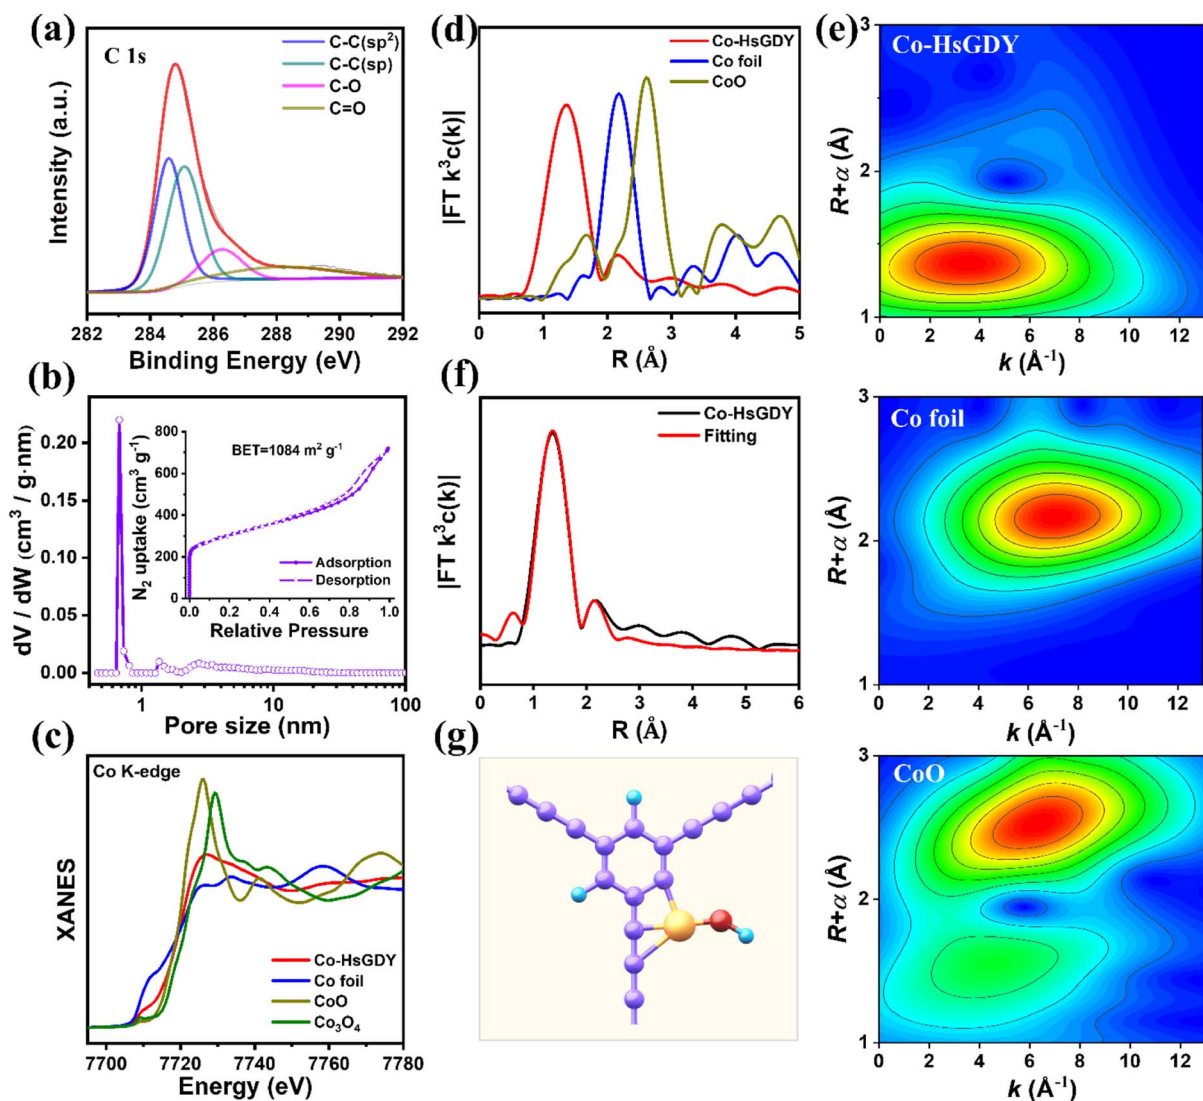 (a)
C 1s
C-C(sp²)
C-C(sp)
C-O
C=O
Intensity (a.u.)
282 284 286 288 290 292
Binding Energy (eV)
(b)
dV / dW (cm³ / g·nm)
0.20
0.15
0.10
0.05
0.00
1 10 100
Pore size (nm)
N₂ uptake (cm³ g⁻¹)
800
600
400
200
0
BET=1084 m² g⁻¹
Adsorption
Desorption
0.0 0.2 0.4 0.6 0.8 1.0
Relative Pressure
(c)
Co K-edge
XANES
Co-HsGDY
Co foil
CoO
Co₃O₄
7700 7720 7740 7760 7780
Energy (eV)
(d)
|FT k³c(k)|
Co-HsGDY
Co foil
CoO
0 1 2 3 4 5
R (Å)
(f)
|FT k³c(k)|
Co-HsGDY
Fitting
0 1 2 3 4 5 6
R (Å)
(g)
(e)
Co-HsGDY
R+α (Å)
3
2
1
0 2 4 6 8 10 12
k (Å⁻¹)
Co foil
R+α (Å)
3
2
1
0 2 4 6 8 10 12
k (Å⁻¹)
CoO
R+α (Å)
3
2
1
0 2 4 6 8 10 12
k (Å⁻¹)